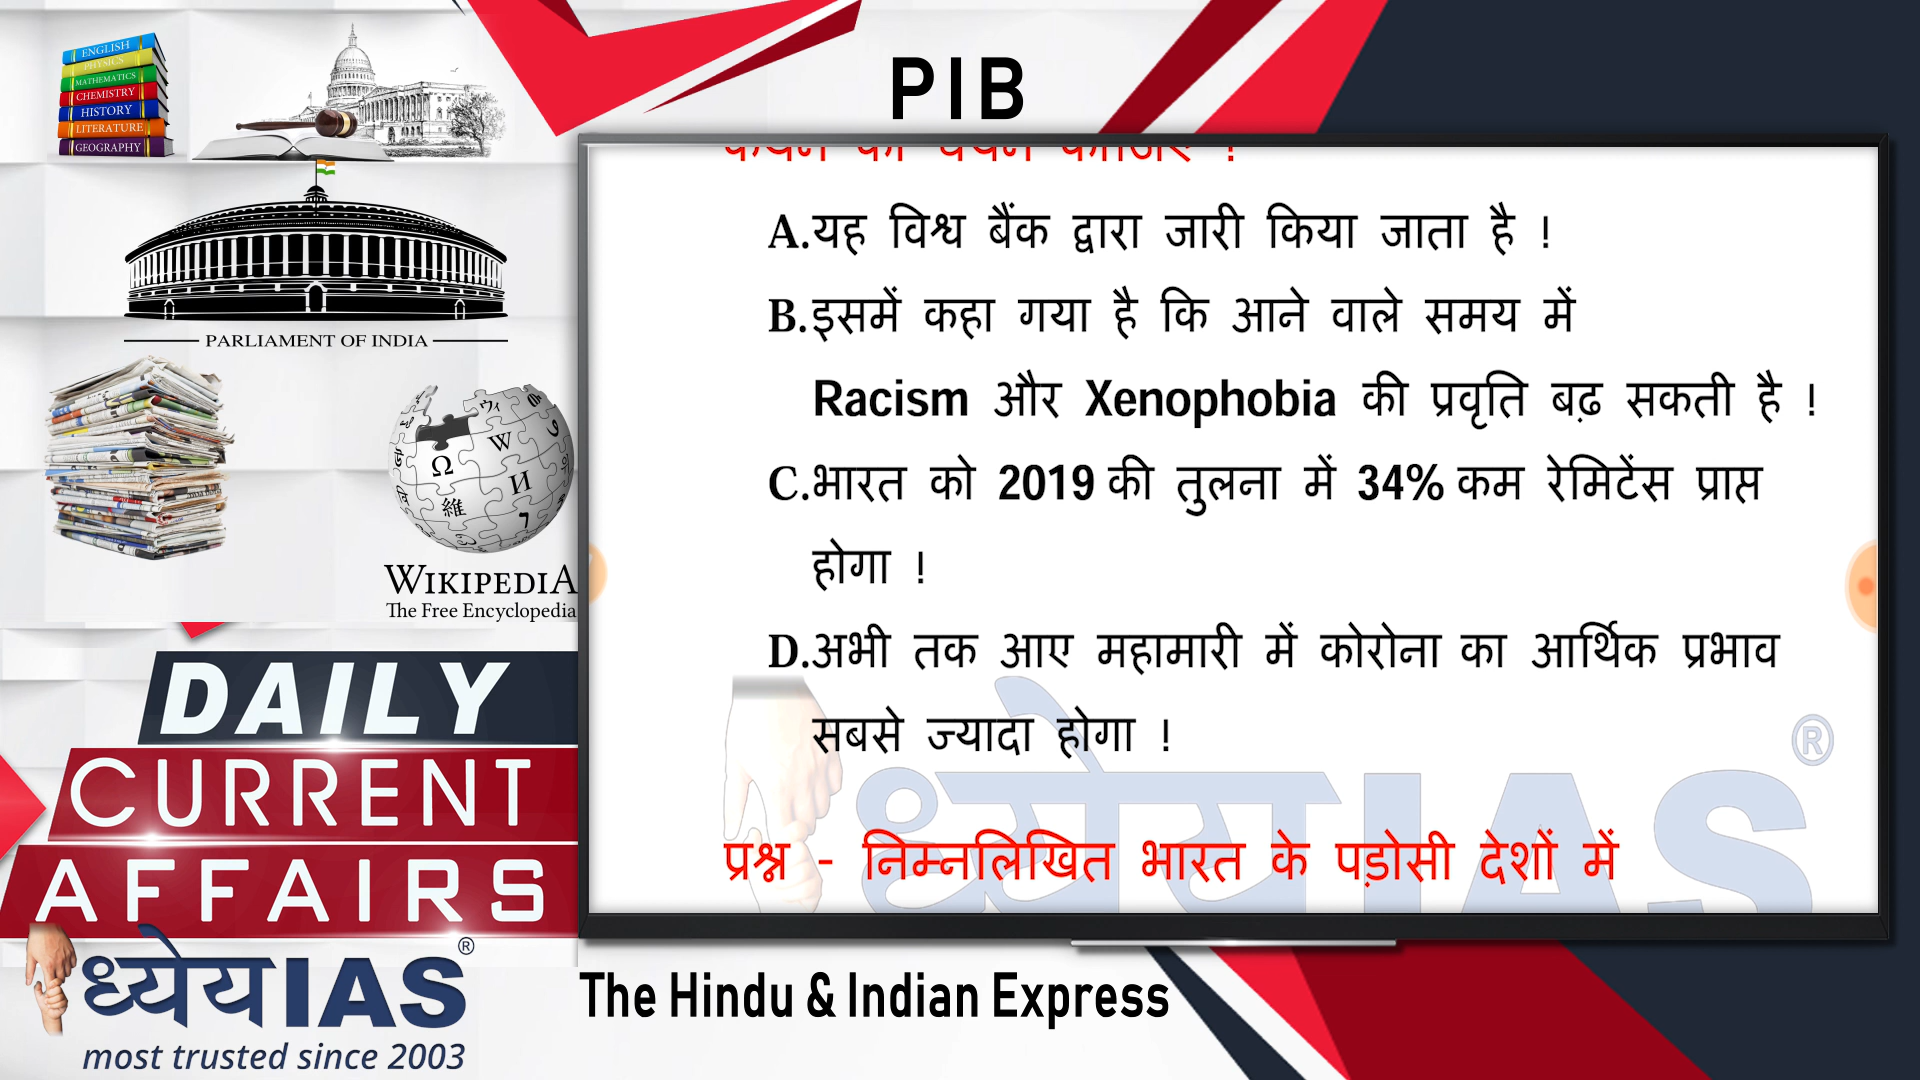 ENGLISH
PHYSICS
MATHEMATICS
CHEMISTRY
HISTORY
LITERATURE
GEOGRAPHY
PARLIAMENT OF INDIA
WIKIPEDIA
The Free Encyclopedia
DAILY
CURRENT
AFFAIRS
ध्येयIAS®
most trusted since 2003
PIB
A.यह विश्व बैंक द्वारा जारी किया जाता है !
B.इसमें कहा गया है कि आने वाले समय में
Racism और Xenophobia की प्रवृति बढ़ सकती है !
C.भारत को 2019 की तुलना में 34% कम रेमिटेंस प्राप्त
होगा !
D.अभी तक आए महामारी में कोरोना का आर्थिक प्रभाव
सबसे ज्यादा होगा !
प्रश्न - निम्नलिखित भारत के पड़ोसी देशों में
ध्येयIAS®
The Hindu & Indian Express